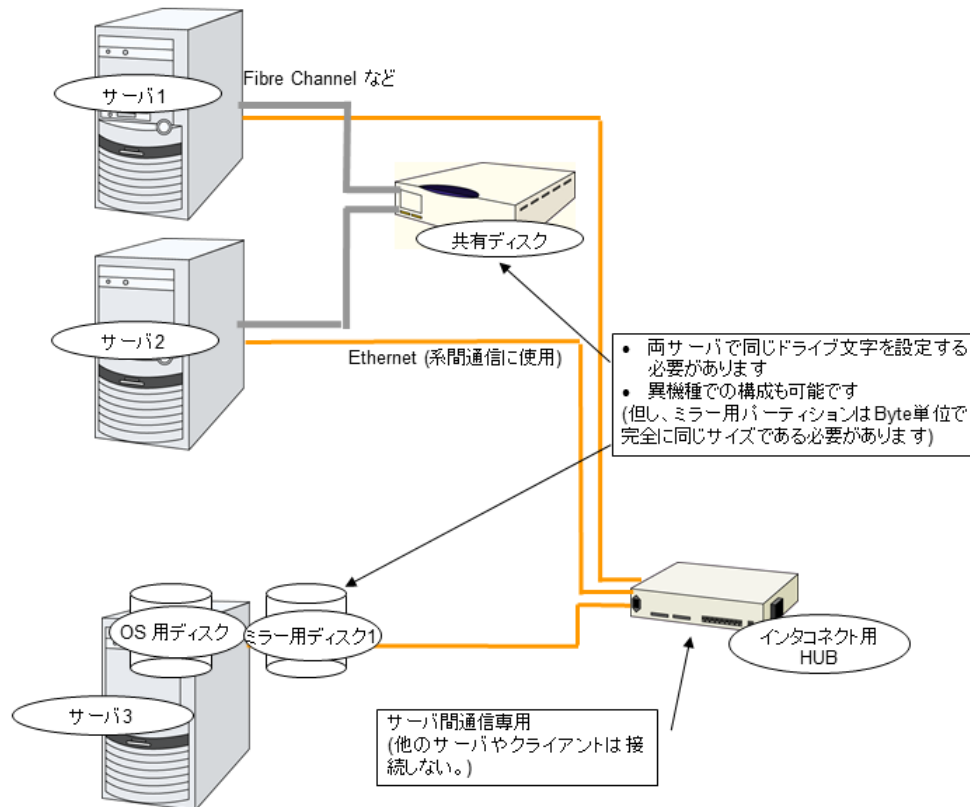 Fibre Channel など
サーバ1
共有ディスク
サーバ2
Ethernet (系間通信に使用)
• 両サーバで同じドライブ文字を設定する
必要があります
• 異機種での構成も可能です
(但し、ミラー用パーティションはByte単位で
完全に同じサイズである必要があります)
OS 用ディスク
ミラー用ディスク1
インタコネクト用
HUB
サーバ3
サーバ間通信専用
(他のサーバやクライアントは接
続しない。)